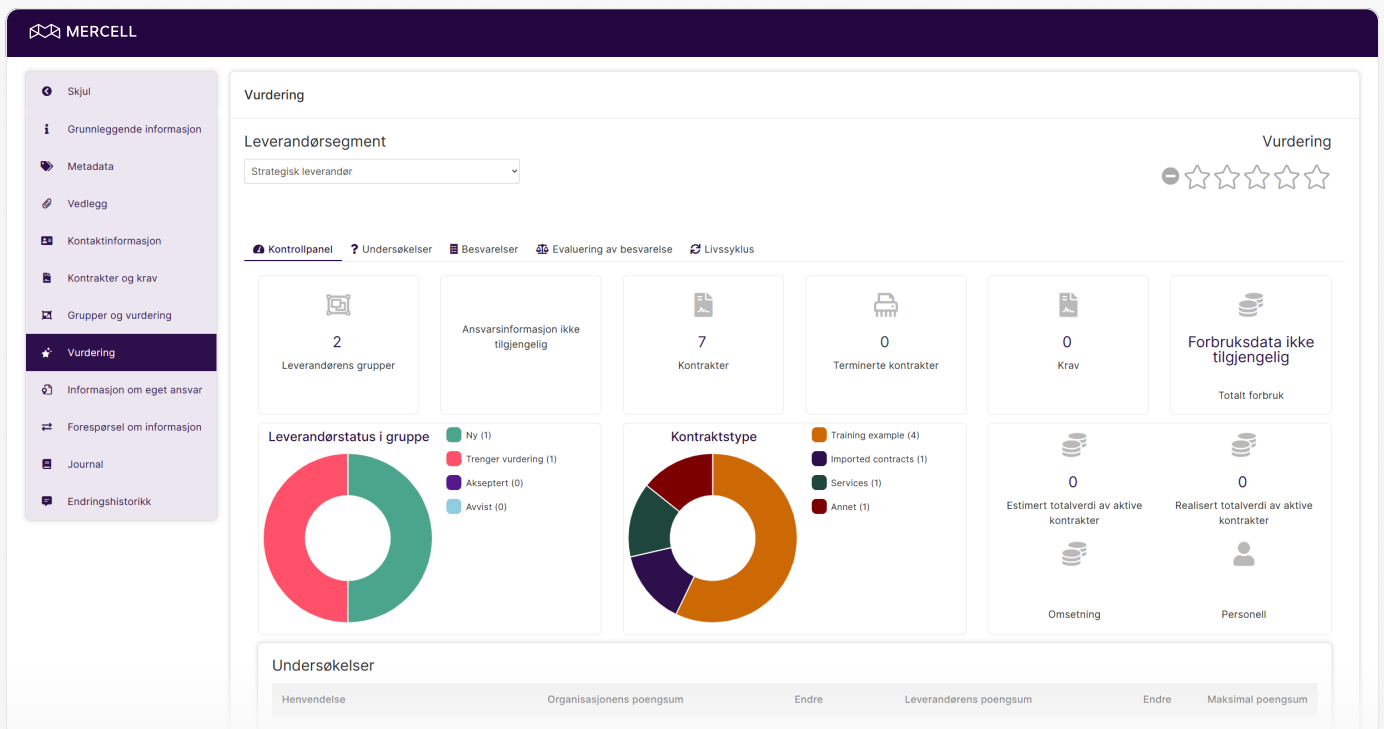 MERCELL
Skjul
Grunnleggende informasjon
Metadata
Vedlegg
Kontaktinformasjon
Kontrakter og krav
Grupper og vurdering
Vurdering
Informasjon om eget ansvar
Forespørsel om informasjon
Journal
Endringshistorikk
Vurdering
Leverandørsegment
Vurdering
Strategisk leverandør
Kontrollpanel
Undersøkelser
Besvarelser
Evaluering av besvarelse
Livssyklus
2
Leverandørens grupper
Ansvarsinformasjon ikke
tilgjengelig
7
Kontrakter
0
Terminerte kontrakter
0
Krav
Forbruksdata ikke
tilgjengelig
Totalt forbruk
Leverandørstatus i gruppe
Ny (1)
Trenger vurdering (1)
Akseptert (0)
Avvist (0)
Kontraktstype
Training example (4)
Imported contracts (1)
Services (1)
Annet (1)
0
Estimert totalverdi av aktive
kontrakter
0
Realisert totalverdi av aktive
kontrakter
Omsetning
Personell
Undersøkelser
Henvendelse
Organisasjonens poengsum
Endre
Leverandørens poengsum
Endre
Maksimal poengsum